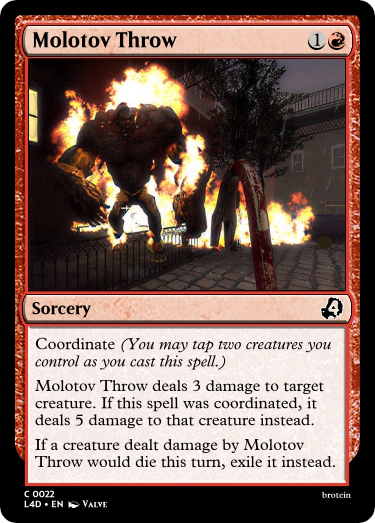 Molotov Throw 1
Sorcery 4
Coordinate (You may tap two creatures you
control as you cast this spell.)
Molotov Throw deals 3 damage to target
creature. If this spell was coordinated, it
deals 5 damage to that creature instead.
If a creature dealt damage by Molotov
Throw would die this turn, exile it instead.
C 0022
L4D • EN Valve
brotein